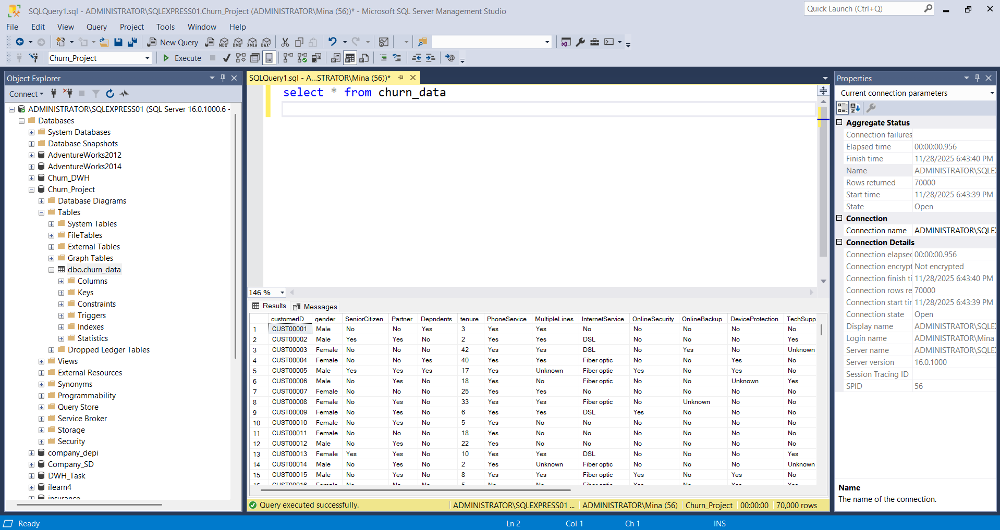 SQLQuery1.sql - ADMINISTRATOR\SQLEXPRESS01.Churn_Project (ADMINISTRATOR\Mina (56))* - Microsoft SQL Server Management Studio
Quick Launch (Ctrl+Q)
File Edit View Query Project Tools Window Help
New Query MDX DMX XMLA DAX
Churn_Project Execute
Object Explorer
Connect
ADMINISTRATOR\SQLEXPRESS01 (SQL Server 16.0.1000.6 -
Databases
System Databases
Database Snapshots
AdventureWorks2012
AdventureWorks2014
Churn_DWH
Churn_Project
Database Diagrams
Tables
System Tables
FileTables
External Tables
Graph Tables
dbo.churn_data
Columns
Keys
Constraints
Triggers
Indexes
Statistics
Dropped Ledger Tables
Views
External Resources
Synonyms
Programmability
Query Store
Service Broker
Storage
Security
company_depi
Company_SD
DWH_Task
ilearn4
insurance
SQLQuery1.sql - A...STRATOR\Mina (56))*
select * from churn_data
146 %
Results Messages
customerID gender SeniorCitizen Partner Depndents tenure PhoneService MultipleLines InternetService OnlineSecurity OnlineBackup DeviceProtection TechSupp
1 CUST00001 Male No No Yes 3 Yes Yes No No No No No
2 CUST00002 Male Yes Yes No 2 Yes Yes DSL No No No Yes
3 CUST00003 Female No No No 42 Yes Yes DSL No Yes No Unknown
4 CUST00004 Female No No Yes 40 Yes Yes Fiber optic No No Yes No
5 CUST00005 Male Yes Yes Yes 17 Yes Unknown Fiber optic Yes No Yes No
6 CUST00006 Male No Yes No 18 Yes No Fiber optic No No Unknown Yes
7 CUST00007 Female No No No 25 Yes Yes No No No No No
8 CUST00008 Female No Yes No 33 Yes Yes Fiber optic No Unknown No No
9 CUST00009 Female No Yes No 6 Yes Yes DSL Yes No No No
10 CUST00010 Female No Yes No 5 Yes No No No No No No
11 CUST00011 Female No No No 18 Yes No No No No No No
12 CUST00012 Male No Yes No 22 Yes No No No No No No
13 CUST00013 Female Yes Yes No 10 Yes Yes DSL No No No Yes
14 CUST00014 Male No Yes No 2 Yes Unknown Fiber optic No No No Unknown
15 CUST00015 Male No Yes No 8 Yes Yes Fiber optic Yes No Yes No
16 CUST00016 Female No No No 5 No No Fiber optic Yes No Yes Yes
Query executed successfully. ADMINISTRATOR\SQLEXPRESS01 ... ADMINISTRATOR\Mina (56) Churn_Project 00:00:00 70,000 rows
Properties
Current connection parameters
Aggregate Status
Connection failures
Elapsed time 00:00:00.956
Finish time 11/28/2025 6:43:40 PM
Name ADMINISTRATOR\SQLE
Rows returned 70000
Start time 11/28/2025 6:43:39 PM
State Open
Connection
Connection name ADMINISTRATOR\SQLE
Connection Details
Connection elapsed 00:00:00.956
Connection encrypt Not encrypted
Connection finish ti 11/28/2025 6:43:40 PM
Connection rows re 70000
Connection start tir 11/28/2025 6:43:39 PM
Connection state Open
Display name ADMINISTRATOR\SQLE
Login name ADMINISTRATOR\Mina
Server name ADMINISTRATOR\SQLE
Server version 16.0.1000
Session Tracing ID
SPID 56
Name
The name of the connection.
Ready Ln 2 Col 1 Ch 1 INS